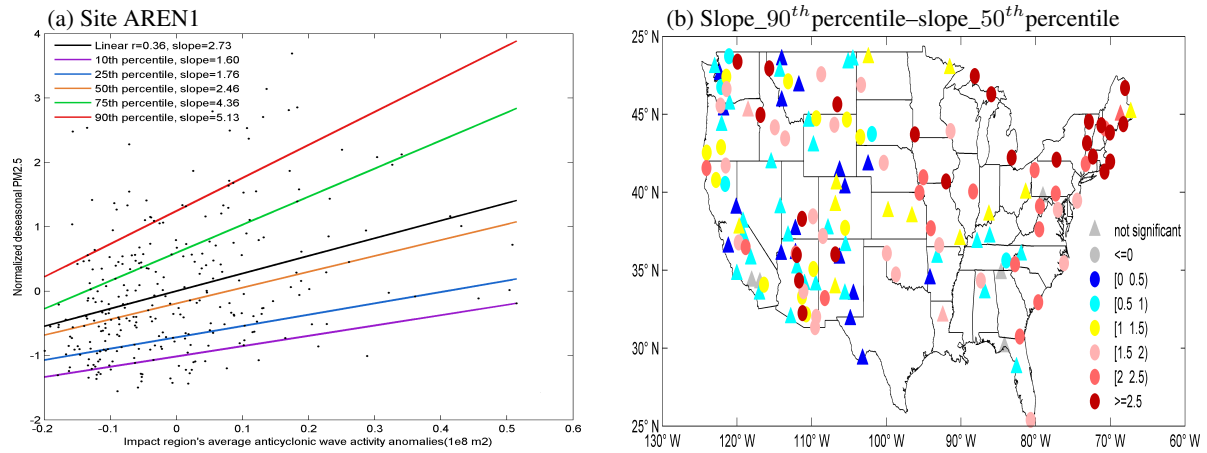 (a) Site AREN1
Linear r=0.36, slope=2.73
10th percentile, slope=1.60
25th percentile, slope=1.76
50th percentile, slope=2.46
75th percentile, slope=4.36
90th percentile, slope=5.13
Normalized deseasonal PM2.5
4
3
2
1
0
-1
-2
-0.2
-0.1
0
0.1
0.2
0.3
0.4
0.5
0.6
Impact region's average anticyclonic wave activity anomalies(1e8 m2)
(b) Slope_90th percentile–slope_50th percentile
25° N
50° N
45° N
40° N
35° N
30° N
25° N
130° W
120° W
110° W
100° W
90° W
80° W
70° W
60° W
not significant
<=0
[0 0.5)
[0.5 1)
[1 1.5)
[1.5 2)
[2 2.5)
>=2.5